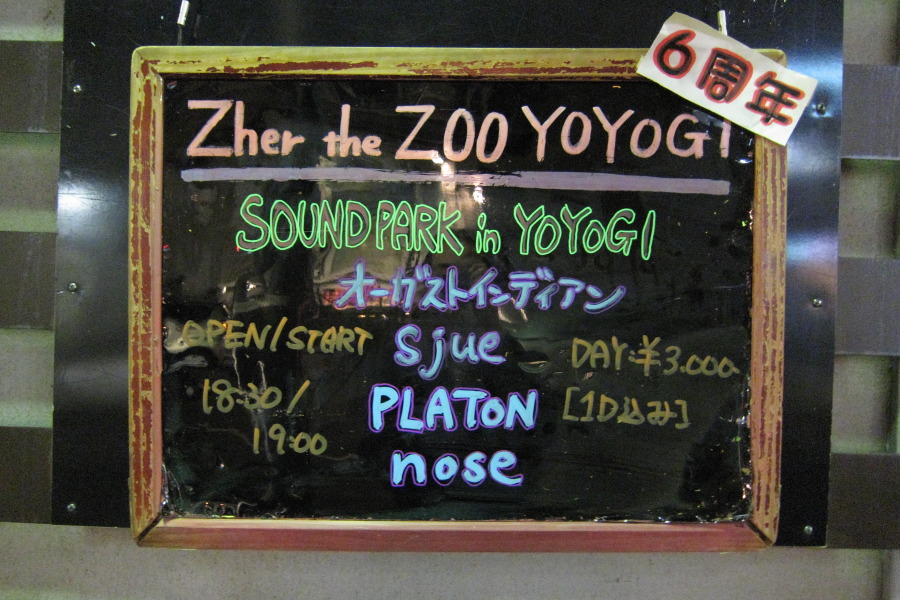 6周年
Zher the ZOO YOYOGI
SOUND PARK in YOYOGI
オーガストインディアン
Sjue
PLATON
nose
OPEN/START
18:30/
19:00
DAY:¥3.000
[1D込み]